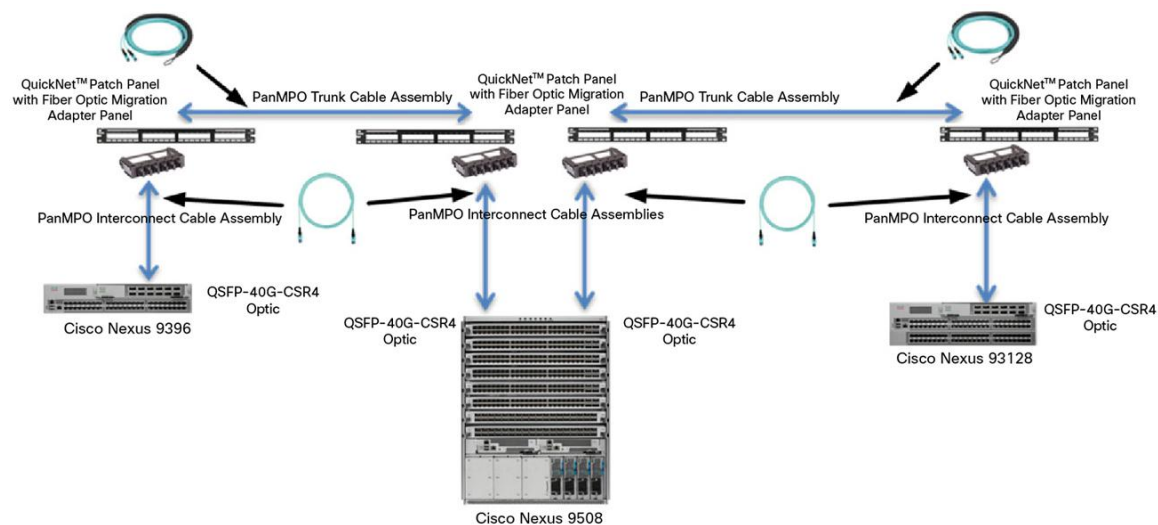 QuickNet™ Patch Panel
with Fiber Optic Migration
Adapter Panel
PanMPO Trunk Cable Assembly
QuickNet™ Patch Panel
with Fiber Optic Migration
Adapter Panel
PanMPO Trunk Cable Assembly
QuickNet™ Patch Panel
with Fiber Optic Migration
Adapter Panel
PanMPO Interconnect Cable Assembly
PanMPO Interconnect Cable Assemblies
PanMPO Interconnect Cable Assembly
QSFP-40G-CSR4
Optic
Cisco Nexus 9396
QSFP-40G-CSR4
Optic
QSFP-40G-CSR4
Optic
QSFP-40G-CSR4
Optic
Cisco Nexus 93128
Cisco Nexus 9508